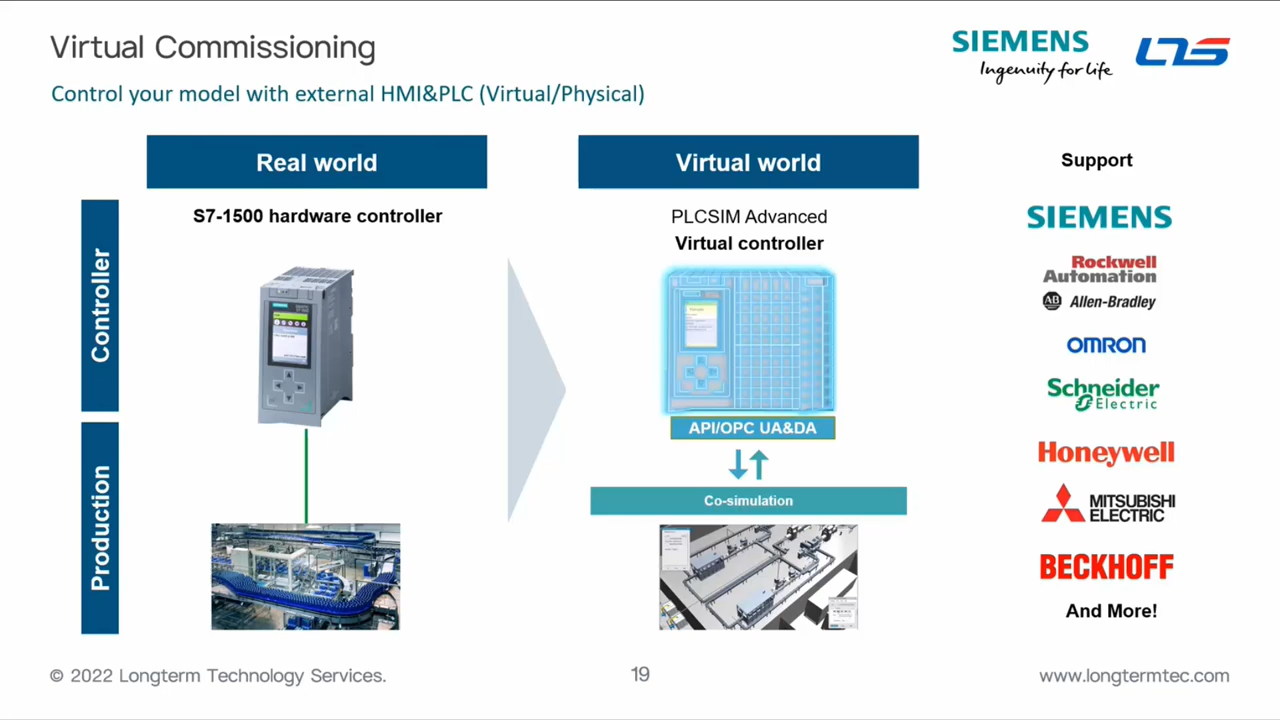 Virtual Commissioning
SIEMENS
Ingenuity for life
LTS
Control your model with external HMI&PLC (Virtual/Physical)
Real world
Virtual world
Support
Controller
S7-1500 hardware controller
PLCSIM Advanced
Virtual controller
SIEMENS
Rockwell
Automation
AB Allen-Bradley
OMRON
Schneider
Electric
API/OPC UA&DA
Honeywell
Production
Co-simulation
MITSUBISHI
ELECTRIC
BECKHOFF
And More!
© 2022 Longterm Technology Services.
19
www.longtermtec.com